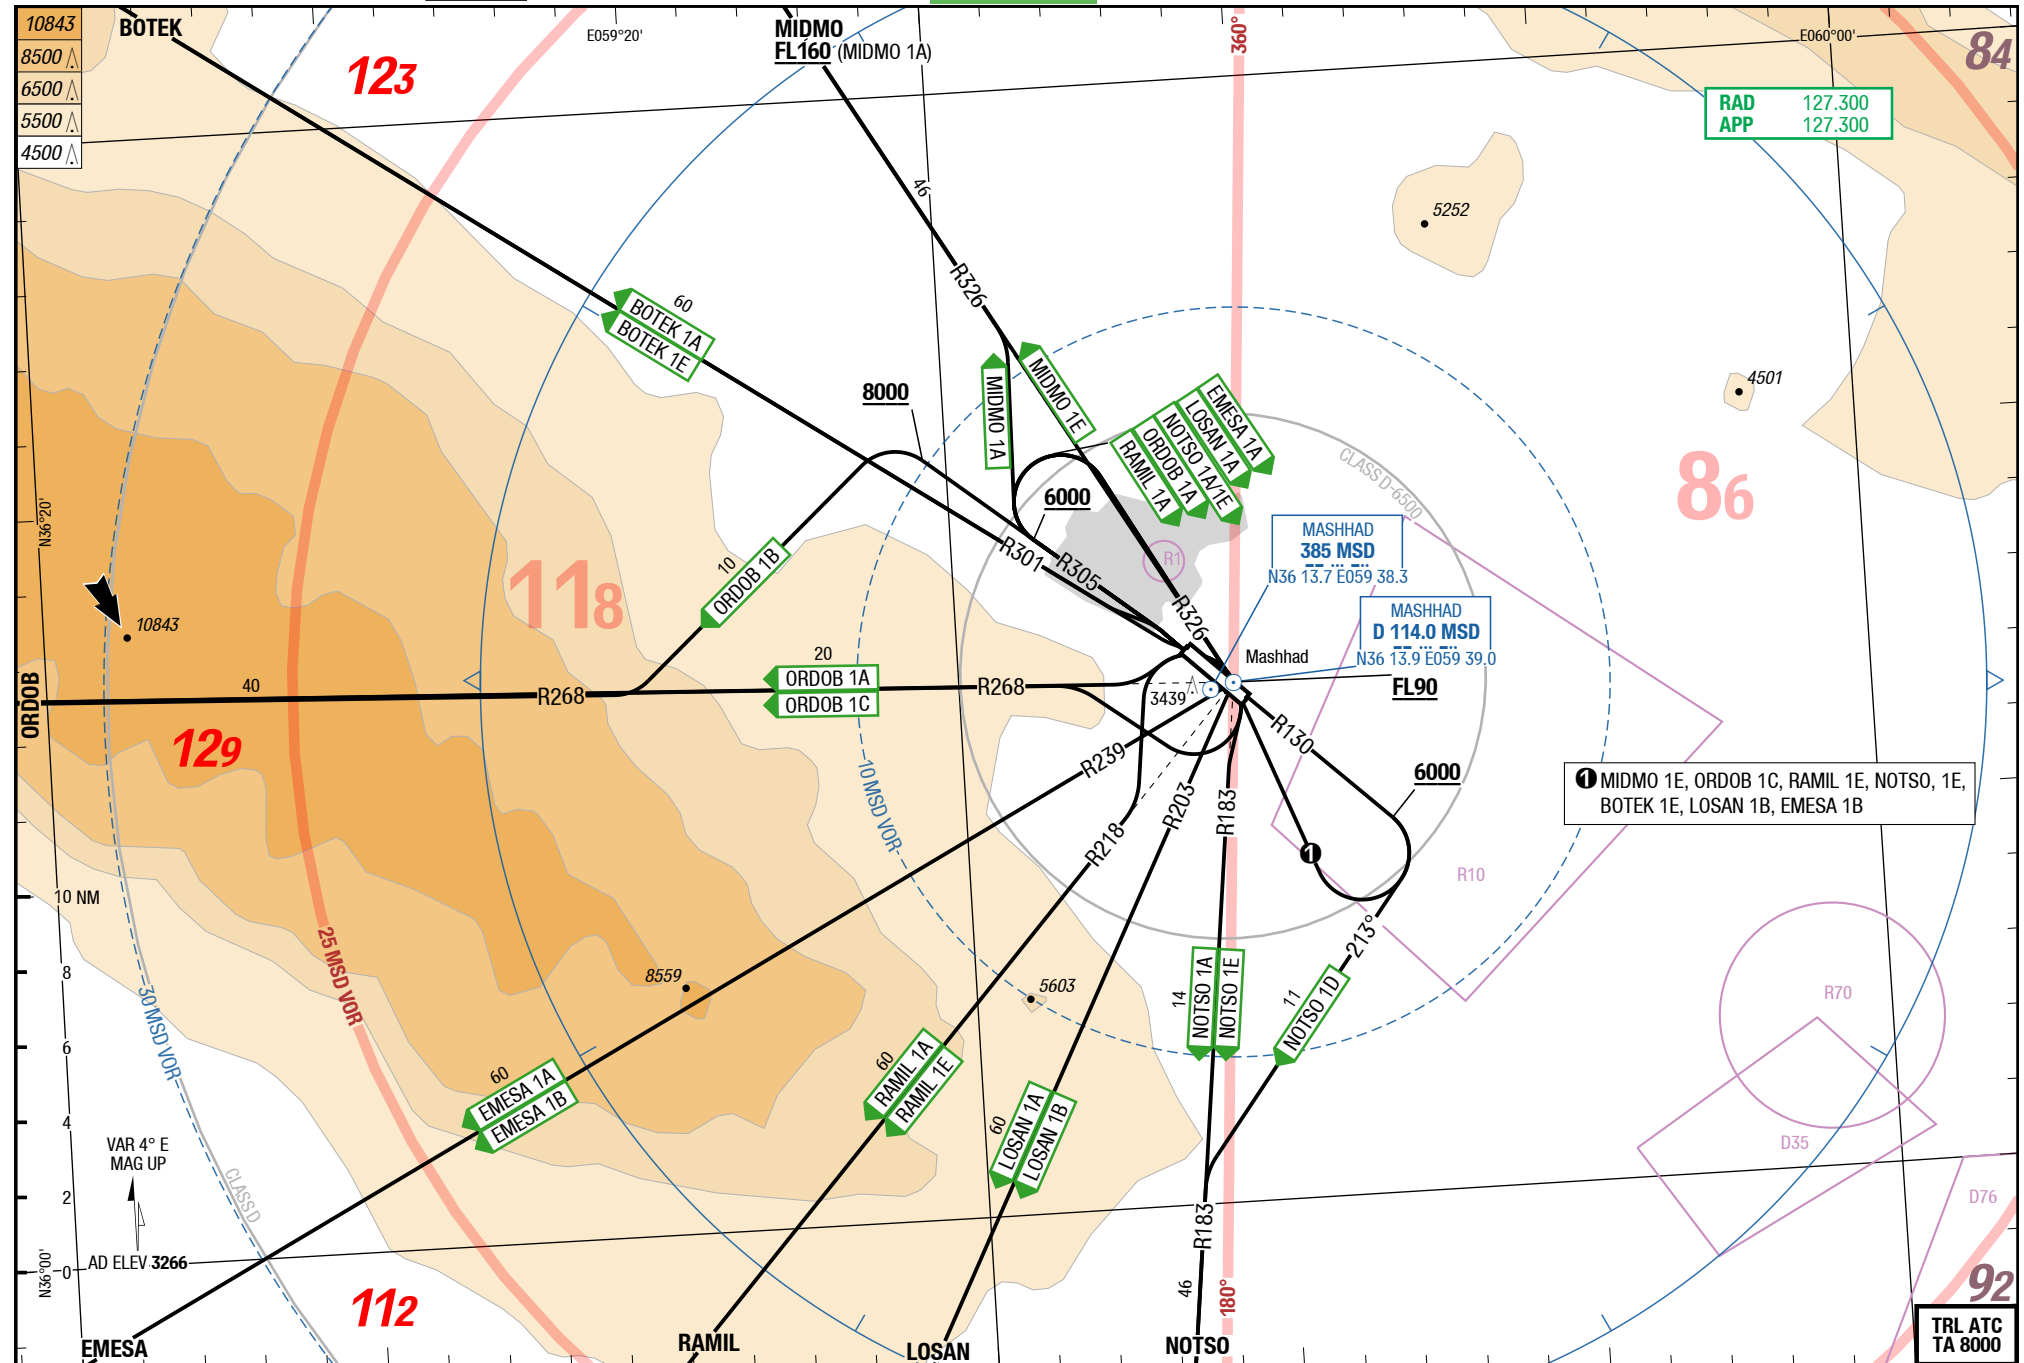 10843
8500
6500
5500
4500
BOTEK
123
E059°20'
MIDMO
FL160 (MIDMO 1A)
360°
E060°00'
84
RAD 127.300
APP 127.300
46
R326
5252
60
BOTEK 1A
BOTEK 1E
8000
MIDMO 1A
MIDMO 1E
EMESA 1A
LOSAN 1A
NOTSO 1A/1E
ORDOB 1A
RAMIL 1A
4501
CLASS D-6500
86
6000
N36°20'
R301
R305
R1
R326
MASHHAD
385 MSD
N36 13.7 E059 38.3
MASHHAD
D 114.0 MSD
N36 13.9 E059 39.0
10
ORDOB 1B
118
10843
Mashhad
FL90
ORDOB
40
R268
20
ORDOB 1A
ORDOB 1C
R268
3439
129
R239
R130
6000
10 MSD VOR
R218
R203
R183
1 MIDMO 1E, ORDOB 1C, RAMIL 1E, NOTSO, 1E,
BOTEK 1E, LOSAN 1B, EMESA 1B
1
R10
10 NM
8
6
4
2
0
25 MSD VOR
30 MSD VOR
8559
5603
213°
14
NOTSO 1A
NOTSO 1E
11
NOTSO 1D
R70
D35
D76
60
EMESA 1A
EMESA 1B
60
RAMIL 1A
RAMIL 1E
60
LOSAN 1A
LOSAN 1B
VAR 4° E
MAG UP
CLASS D
AD ELEV 3266
N36°00'
R183
46
180°
112
92
EMESA
RAMIL
LOSAN
NOTSO
TRL ATC
TA 8000